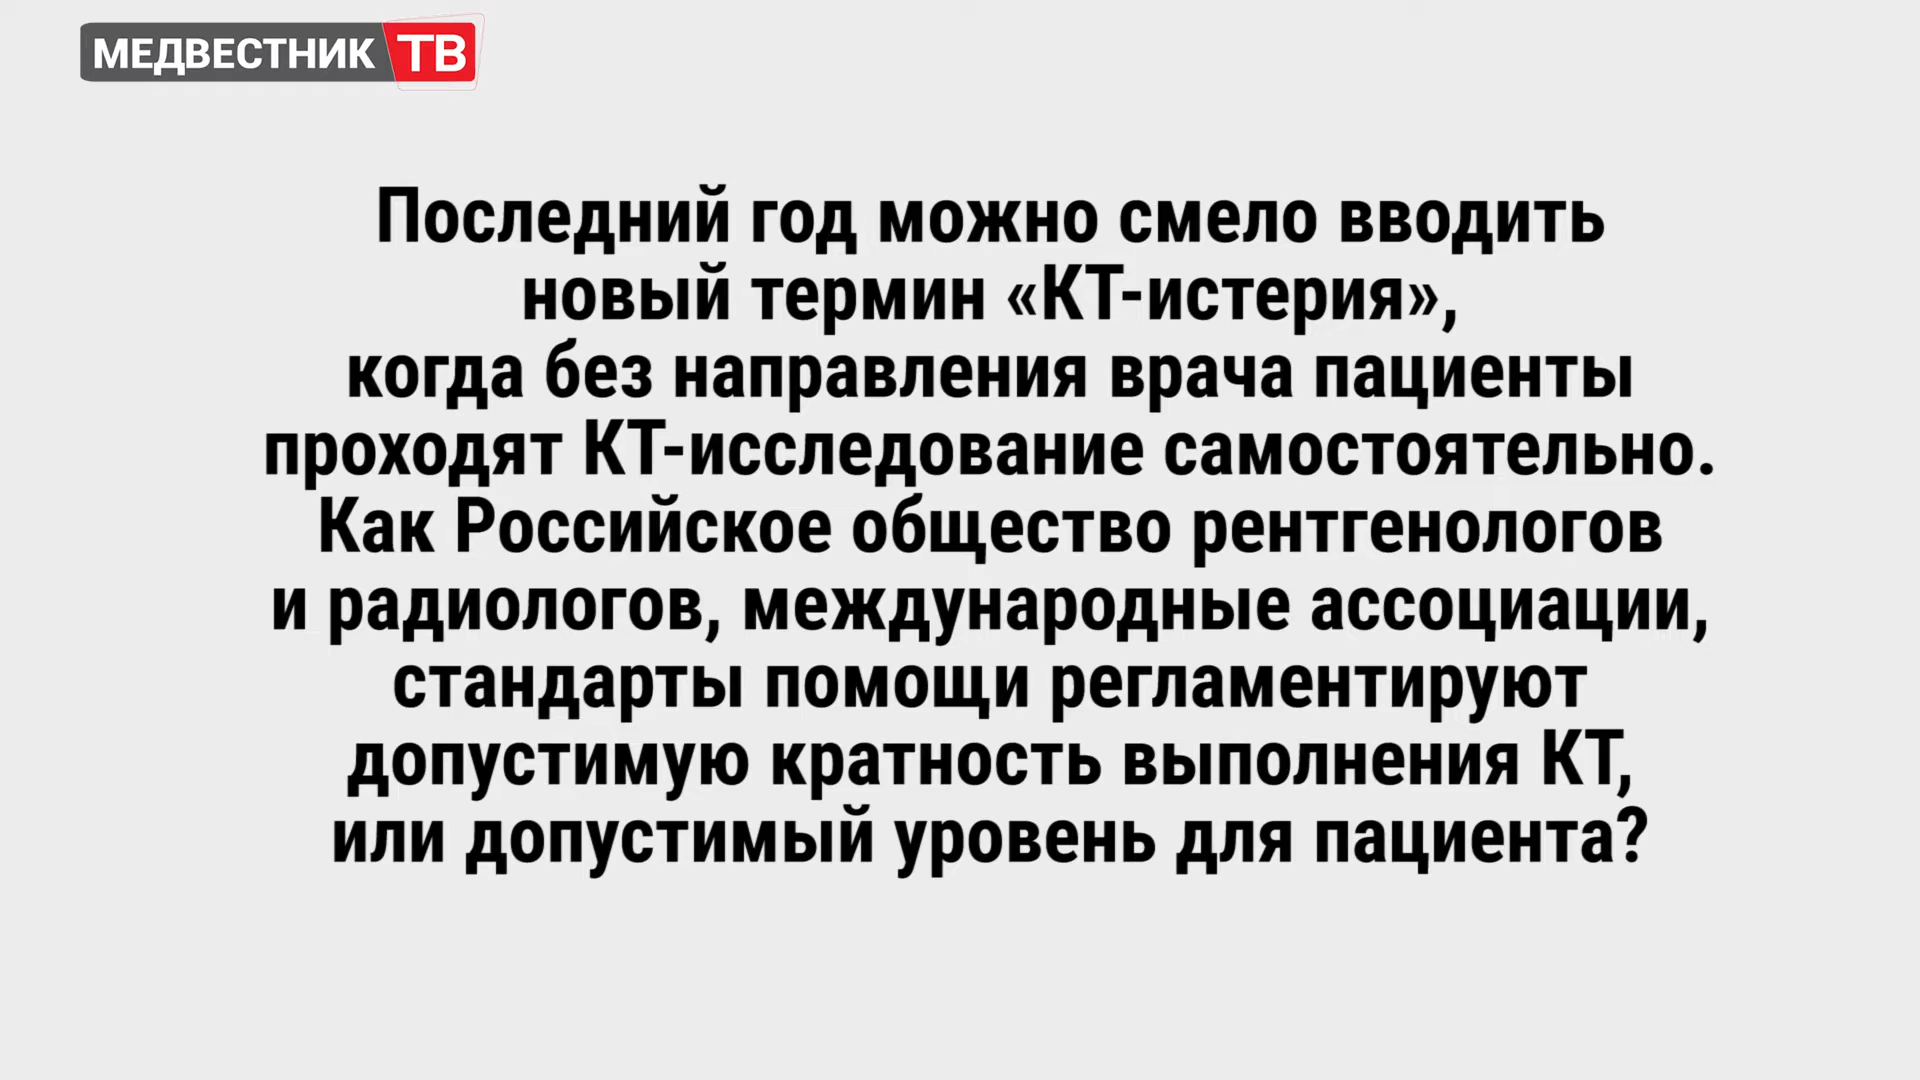 МЕДВЕСТНИК ТВ
Последний год можно смело вводить
новый термин «КТ-истерия»,
когда без направления врача пациенты
проходят КТ-исследование самостоятельно.
Как Российское общество рентгенологов
и радиологов, международные ассоциации,
стандарты помощи регламентируют
допустимую кратность выполнения КТ,
или допустимый уровень для пациента?